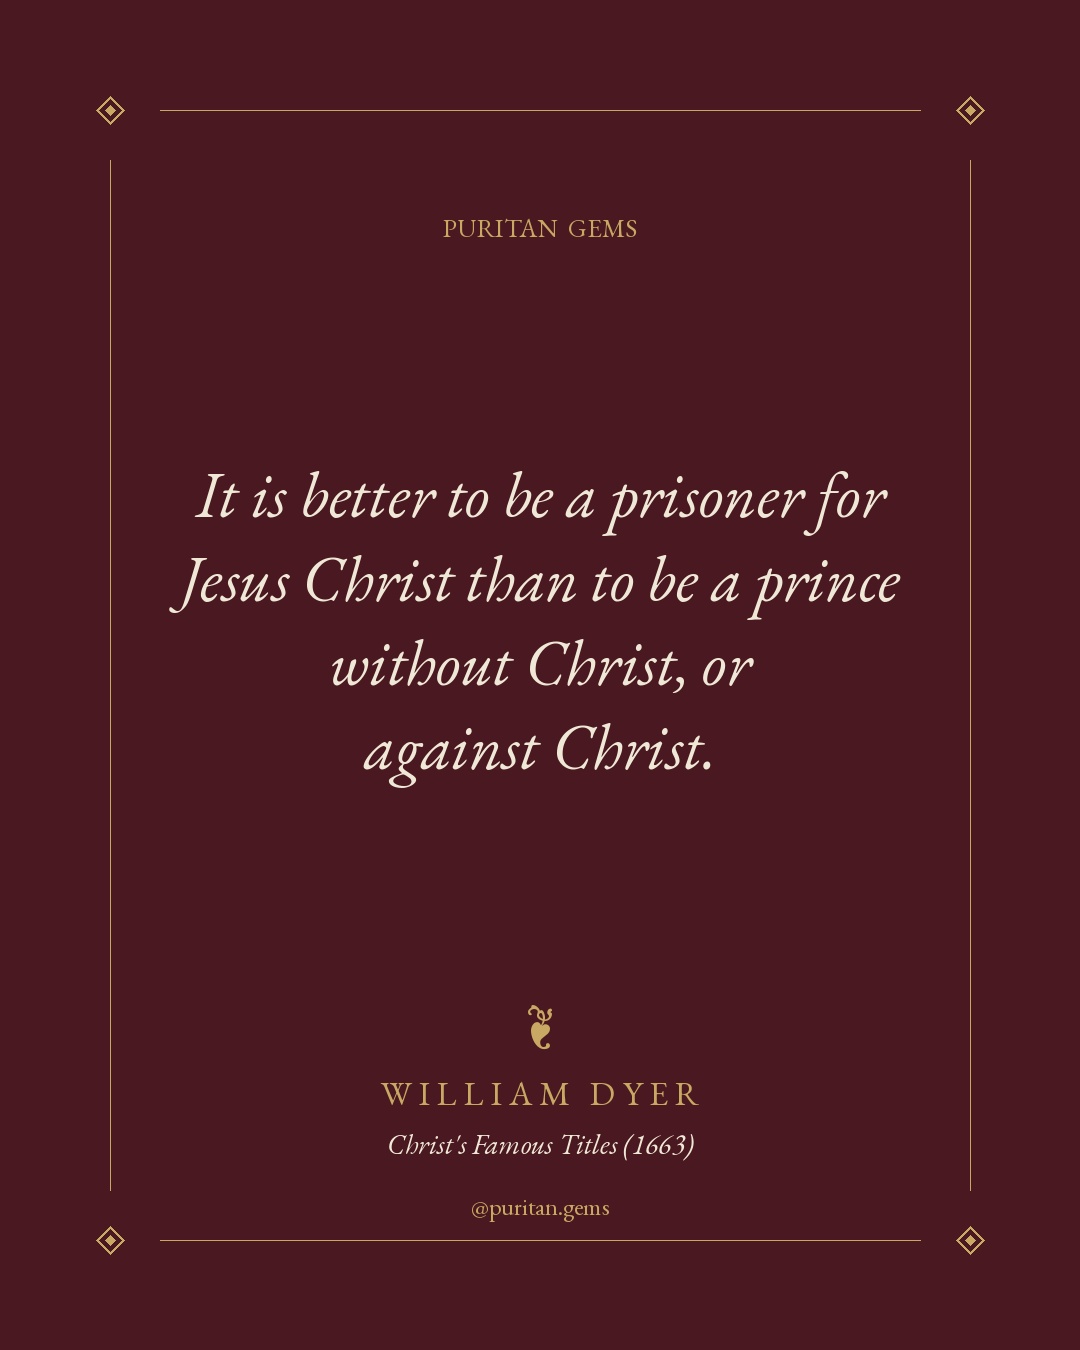 PURITAN GEMS
It is better to be a prisoner for
Jesus Christ than to be a prince
without Christ, or
against Christ.
WILLIAM DYER
Christ's Famous Titles (1663)
@puritan.gems